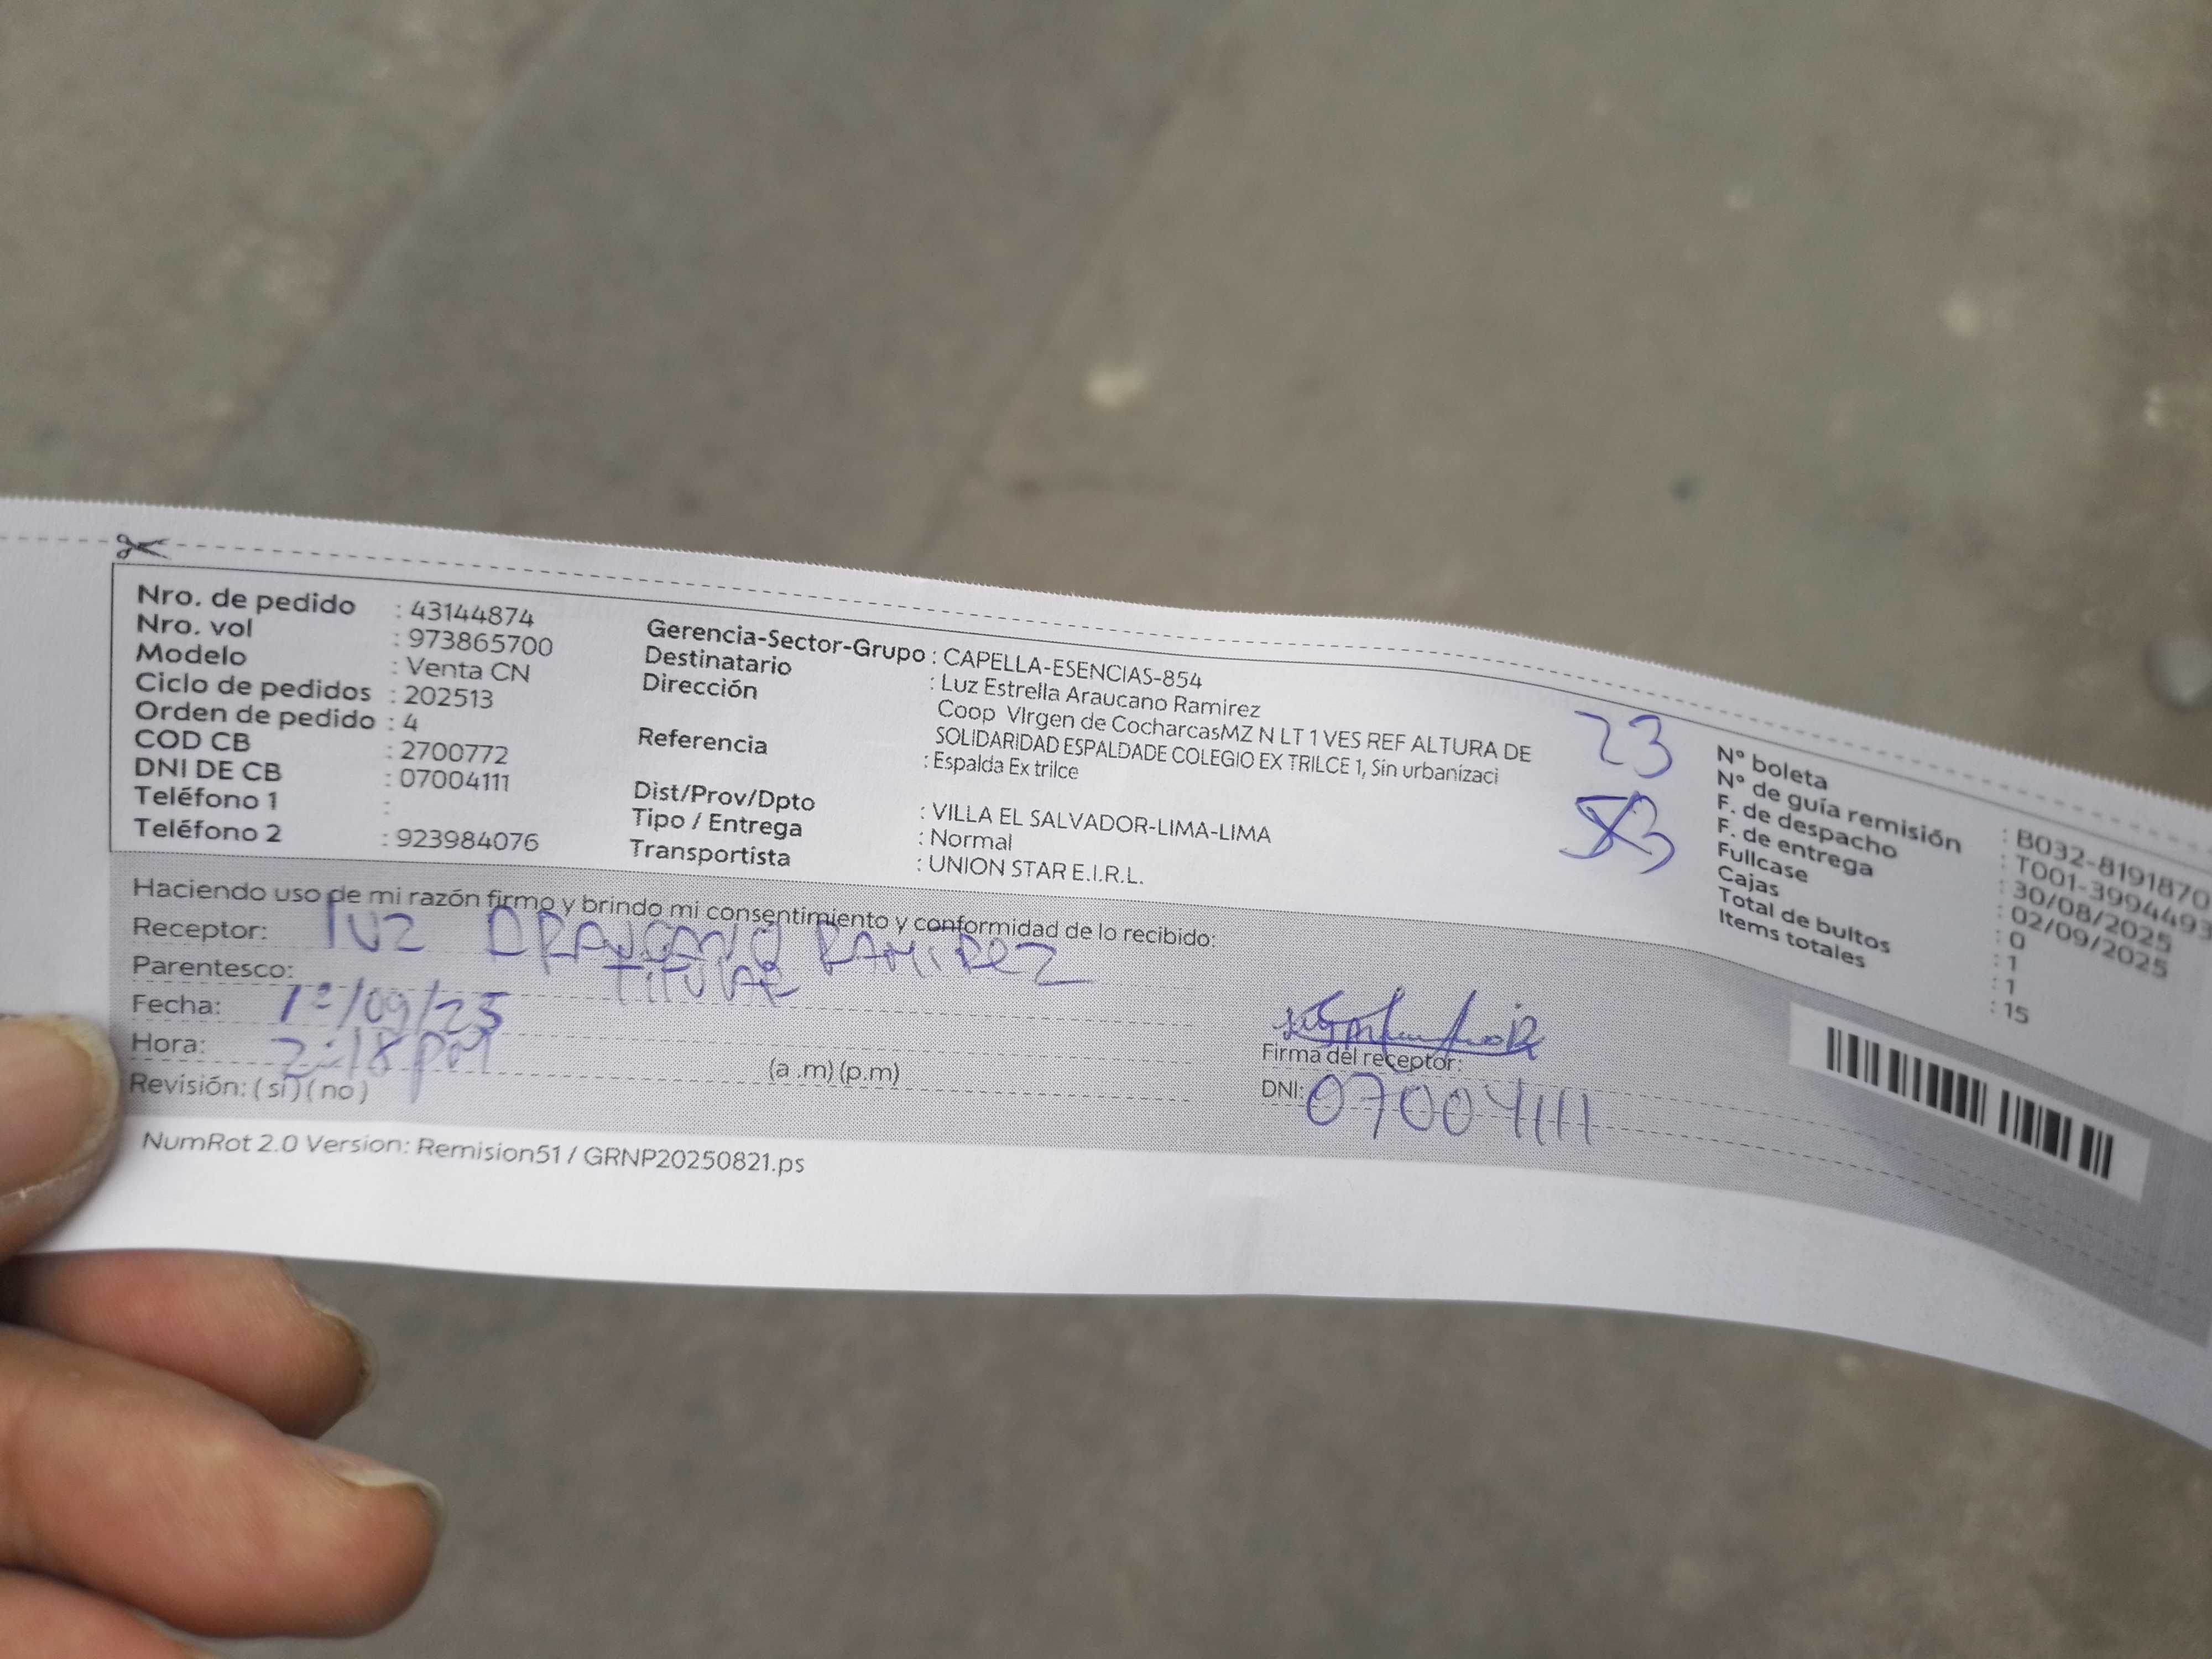 Nro. de pedido : 43144874
Nro. vol : 973865700
Modelo : Venta CN
Ciclo de pedidos : 202513
Orden de pedido : 4
COD CB : 2700772
DNI DE CB : 07004111
Teléfono 1 :
Teléfono 2 : 923984076
Gerencia-Sector-Grupo : CAPELLA-ESENCIAS-854
Destinatario : Luz Estrella Araucano Ramirez
Dirección Coop VIrgen de CocharcasMZ N LT 1 VES REF ALTURA DE
SOLIDARIDAD ESPALDADE COLEGIO EX TRILCE 1, Sin urbanizaci
Referencia : Espalda Ex trilce
Dist/Prov/Dpto : VILLA EL SALVADOR-LIMA-LIMA
Tipo / Entrega : Normal
Transportista : UNION STAR E.I.R.L.
23
53
N° boleta : B032-8191870
N° de guía remisión : T001-3994493
F. de despacho : 30/08/2025
F. de entrega : 02/09/2025
Fullcase : 0
Cajas : 1
Total de bultos : 1
Items totales : 15
Haciendo uso de mi razón firmo y brindo mi consentimiento y conformidad de lo recibido:
Receptor: luz ARAUCANO RAMIREZ
Parentesco: TITULAR
Fecha: 1º/09/25
Hora: 2:18 pm (a .m) (p.m)
Revisión: ( si ) ( no )
Firma del receptor:
DNI: 07004111
NumRot 2.0 Version: Remision51 / GRNP20250821.ps